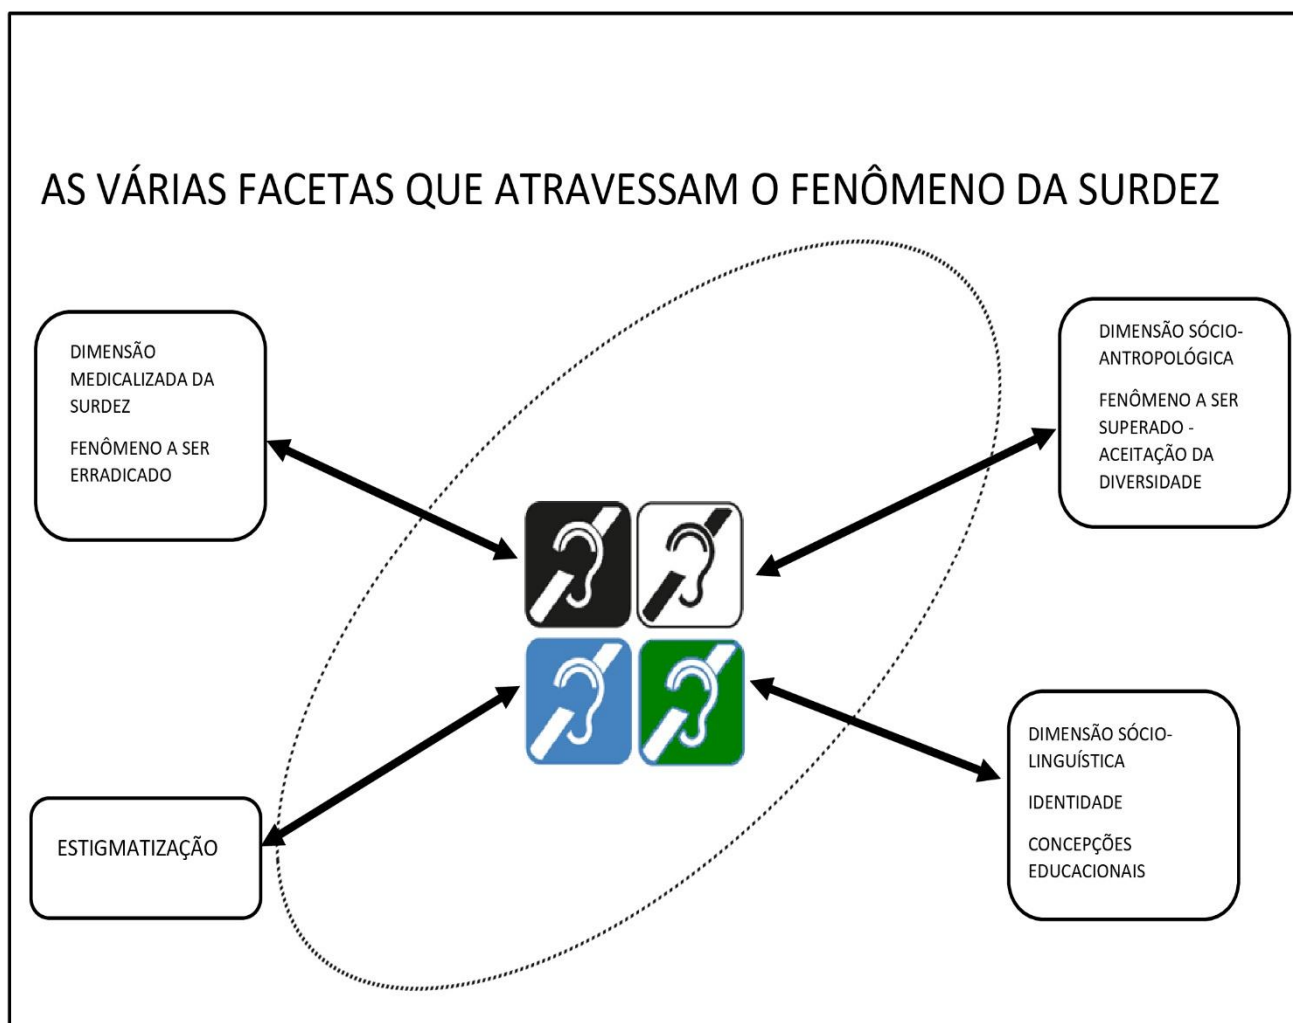 AS VÁRIAS FACETAS QUE ATRAVESSAM O FENÔMENO DA SURDEZ
DIMENSÃO
MEDICALIZADA DA
SURDEZ
FENÔMENO A SER
ERRADICADO
DIMENSÃO SÓCIO-
ANTROPOLÓGICA
FENÔMENO A SER
SUPERADO -
ACEITAÇÃO DA
DIVERSIDADE
ESTIGMATIZAÇÃO
DIMENSÃO SÓCIO-
LINGUÍSTICA
IDENTIDADE
CONCEPÇÕES
EDUCACIONAIS